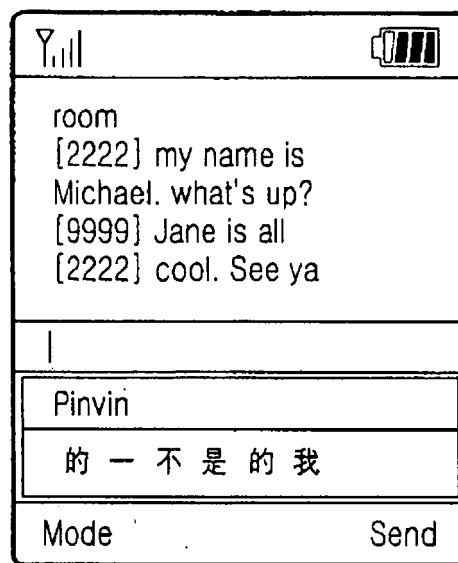 room
[2222] my name is
Michael. what's up?
[9999] Jane is all
[2222] cool. See ya
Pinvin
的 一 不 是 的 我
Mode Send